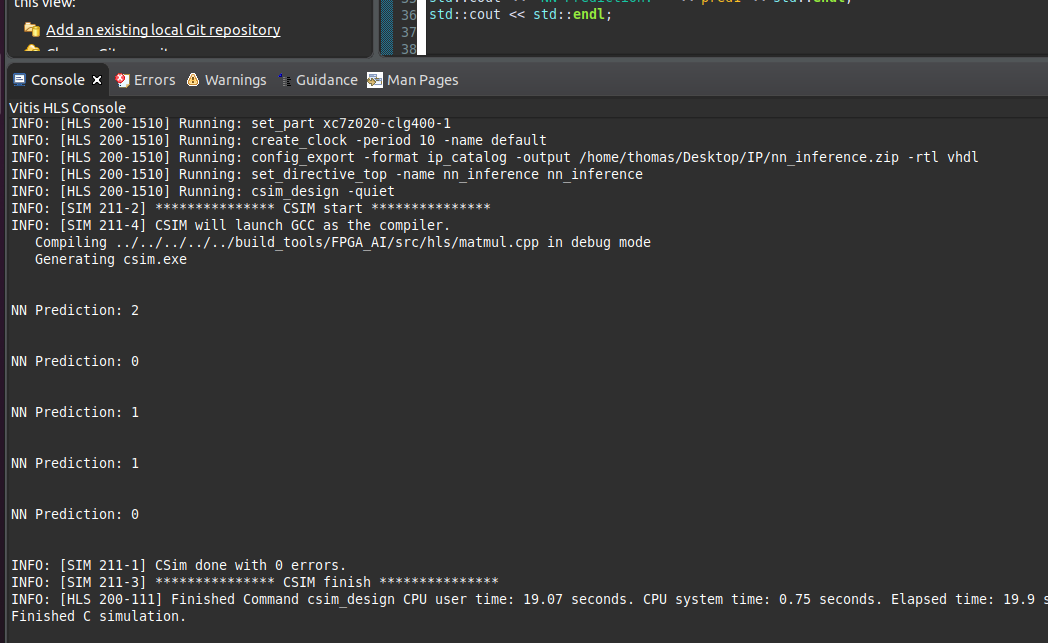 this view:
Add an existing local Git repository
36 std::cout << std::endl;
37
38
Console Errors Warnings Guidance Man Pages
Vitis HLS Console
INFO: [HLS 200-1510] Running: set_part xc7z020-clg400-1
INFO: [HLS 200-1510] Running: create_clock -period 10 -name default
INFO: [HLS 200-1510] Running: config_export -format ip_catalog -output /home/thomas/Desktop/IP/nn_inference.zip -rtl vhdl
INFO: [HLS 200-1510] Running: set_directive_top -name nn_inference nn_inference
INFO: [HLS 200-1510] Running: csim_design -quiet
INFO: [SIM 211-2] *************** CSIM start ***************
INFO: [SIM 211-4] CSIM will launch GCC as the compiler.
Compiling ../../../../../build_tools/FPGA_AI/src/hls/matmul.cpp in debug mode
Generating csim.exe
NN Prediction: 2
NN Prediction: 0
NN Prediction: 1
NN Prediction: 1
NN Prediction: 0
INFO: [SIM 211-1] CSim done with 0 errors.
INFO: [SIM 211-3] *************** CSIM finish ***************
INFO: [HLS 200-111] Finished Command csim_design CPU user time: 19.07 seconds. CPU system time: 0.75 seconds. Elapsed time: 19.9 s
Finished C simulation.